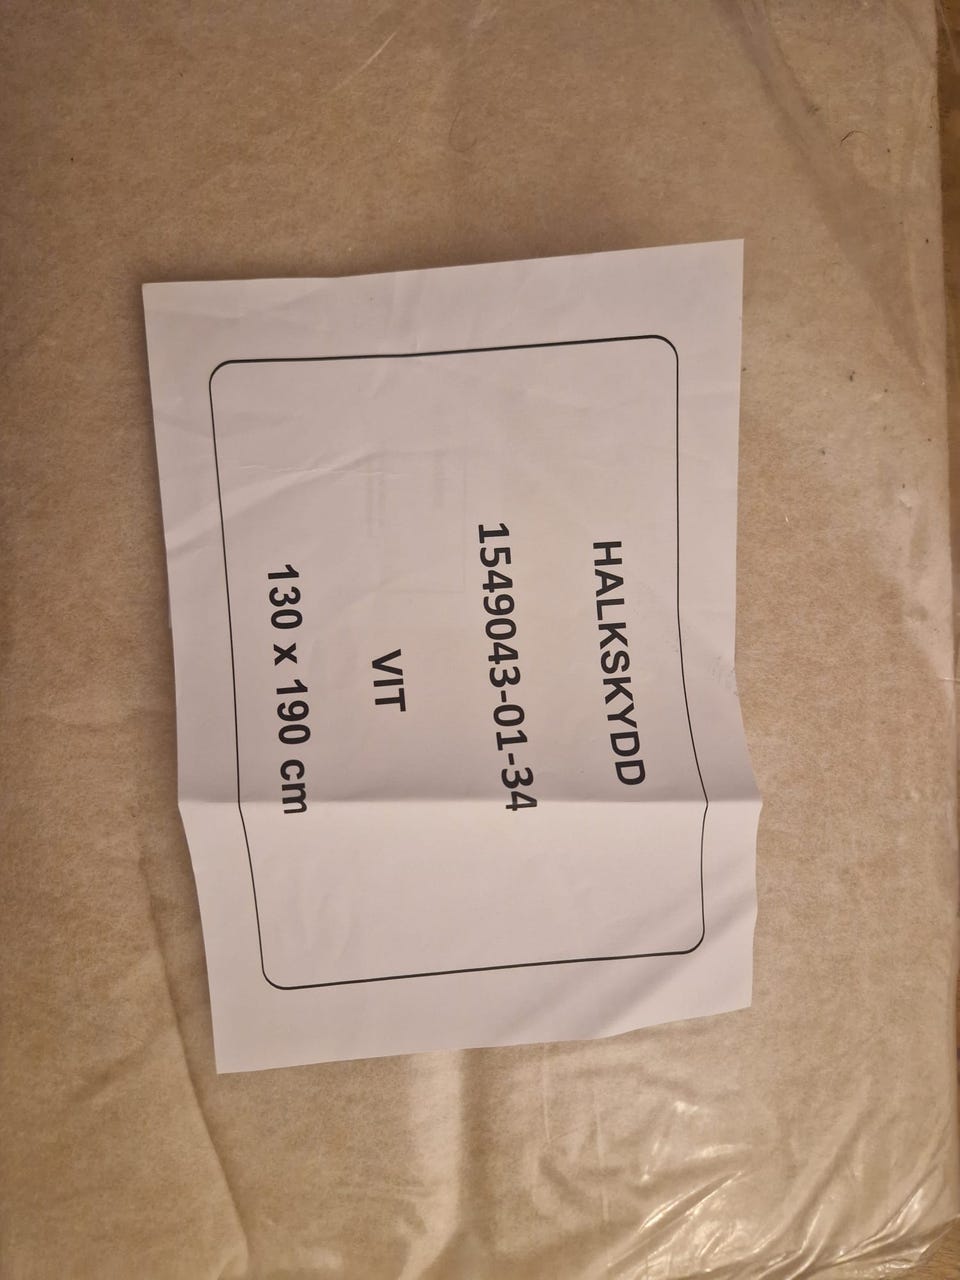 HALKSKYDD
1549043-01-34
VIT
130 x 190 cm